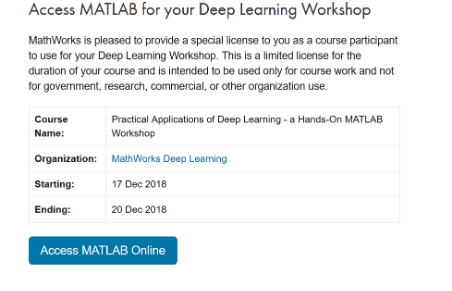 Access MATLAB for your Deep Learning Workshop
MathWorks is pleased to provide a special license to you as a course participant
to use for your Deep Learning Workshop. This is a limited license for the
duration of your course and is intended to be used only for course work and not
for government, research, commercial, or other organization use.
Course Name: Practical Applications of Deep Learning - a Hands-On MATLAB Workshop
Organization: MathWorks Deep Learning
Starting: 17 Dec 2018
Ending: 20 Dec 2018
Access MATLAB Online